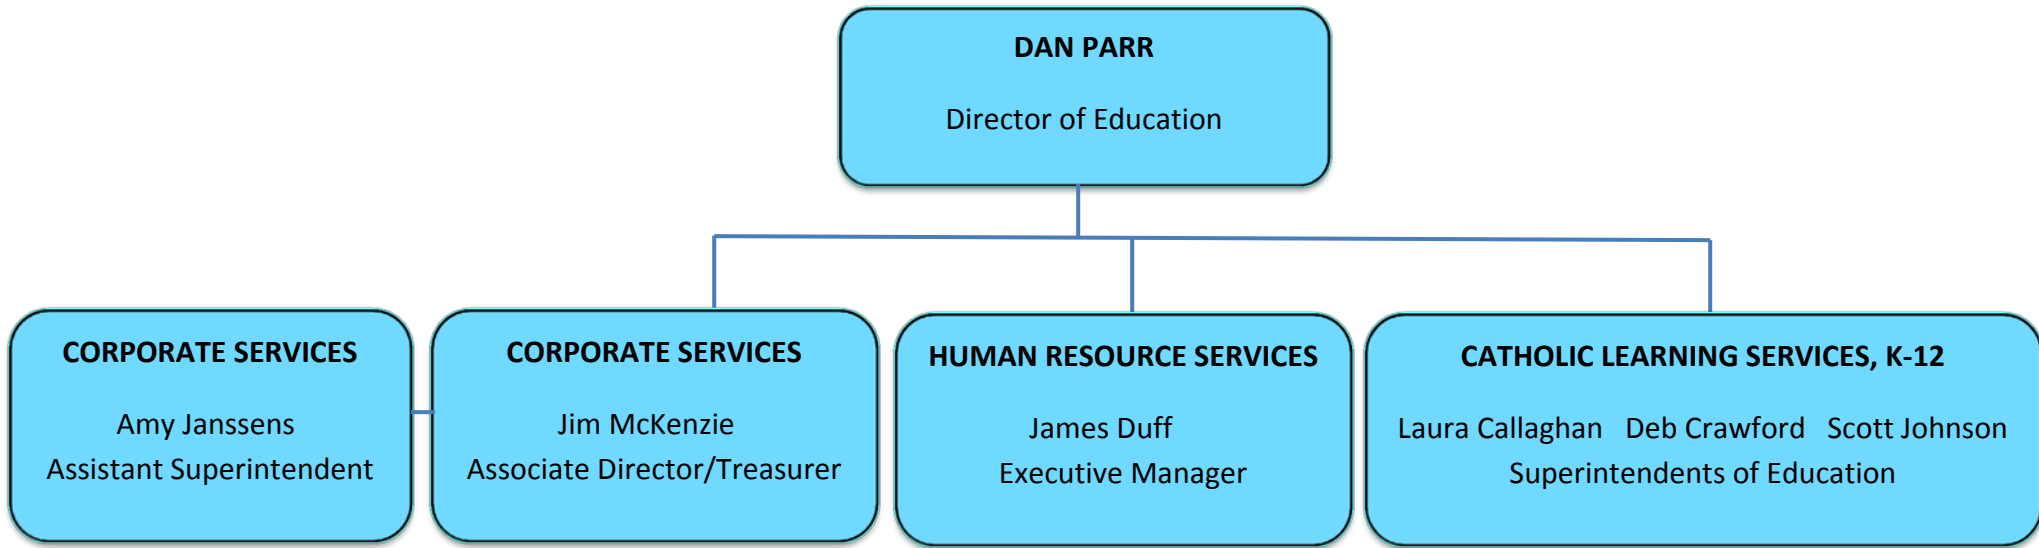 DAN PARR
Director of Education
CORPORATE SERVICES
Amy Janssens
Assistant Superintendent
CORPORATE SERVICES
Jim McKenzie
Associate Director/Treasurer
HUMAN RESOURCE SERVICES
James Duff
Executive Manager
CATHOLIC LEARNING SERVICES, K-12
Laura Callaghan Deb Crawford Scott Johnson
Superintendents of Education